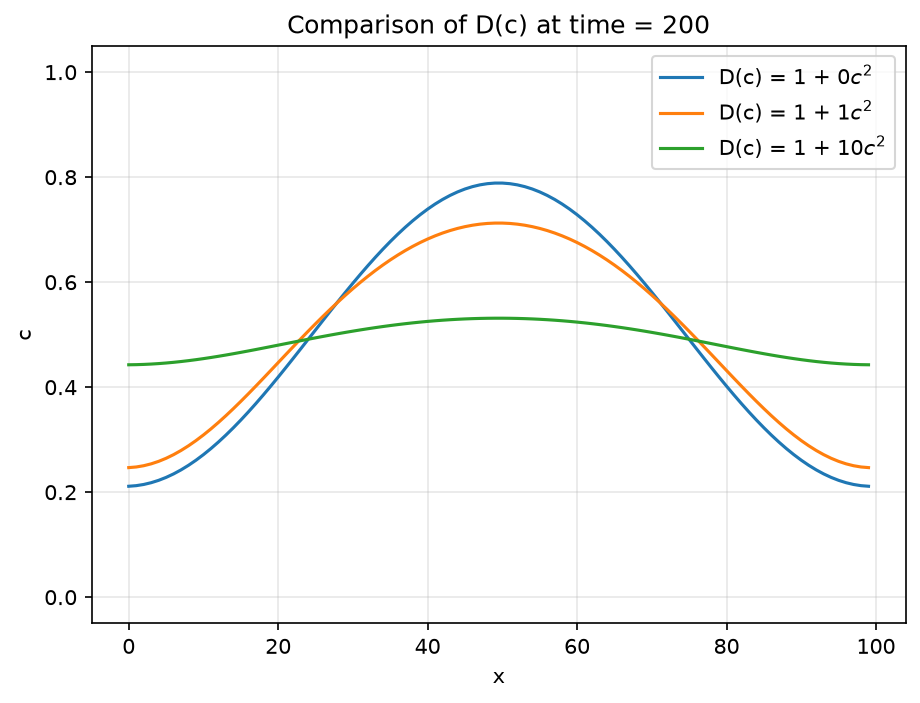 Comparison of D(c) at time = 200
D(c) = 1 + 0c²
D(c) = 1 + 1c²
D(c) = 1 + 10c²
1.0
0.8
0.6
0.4
0.2
0.0
c
0 20 40 60 80 100
x